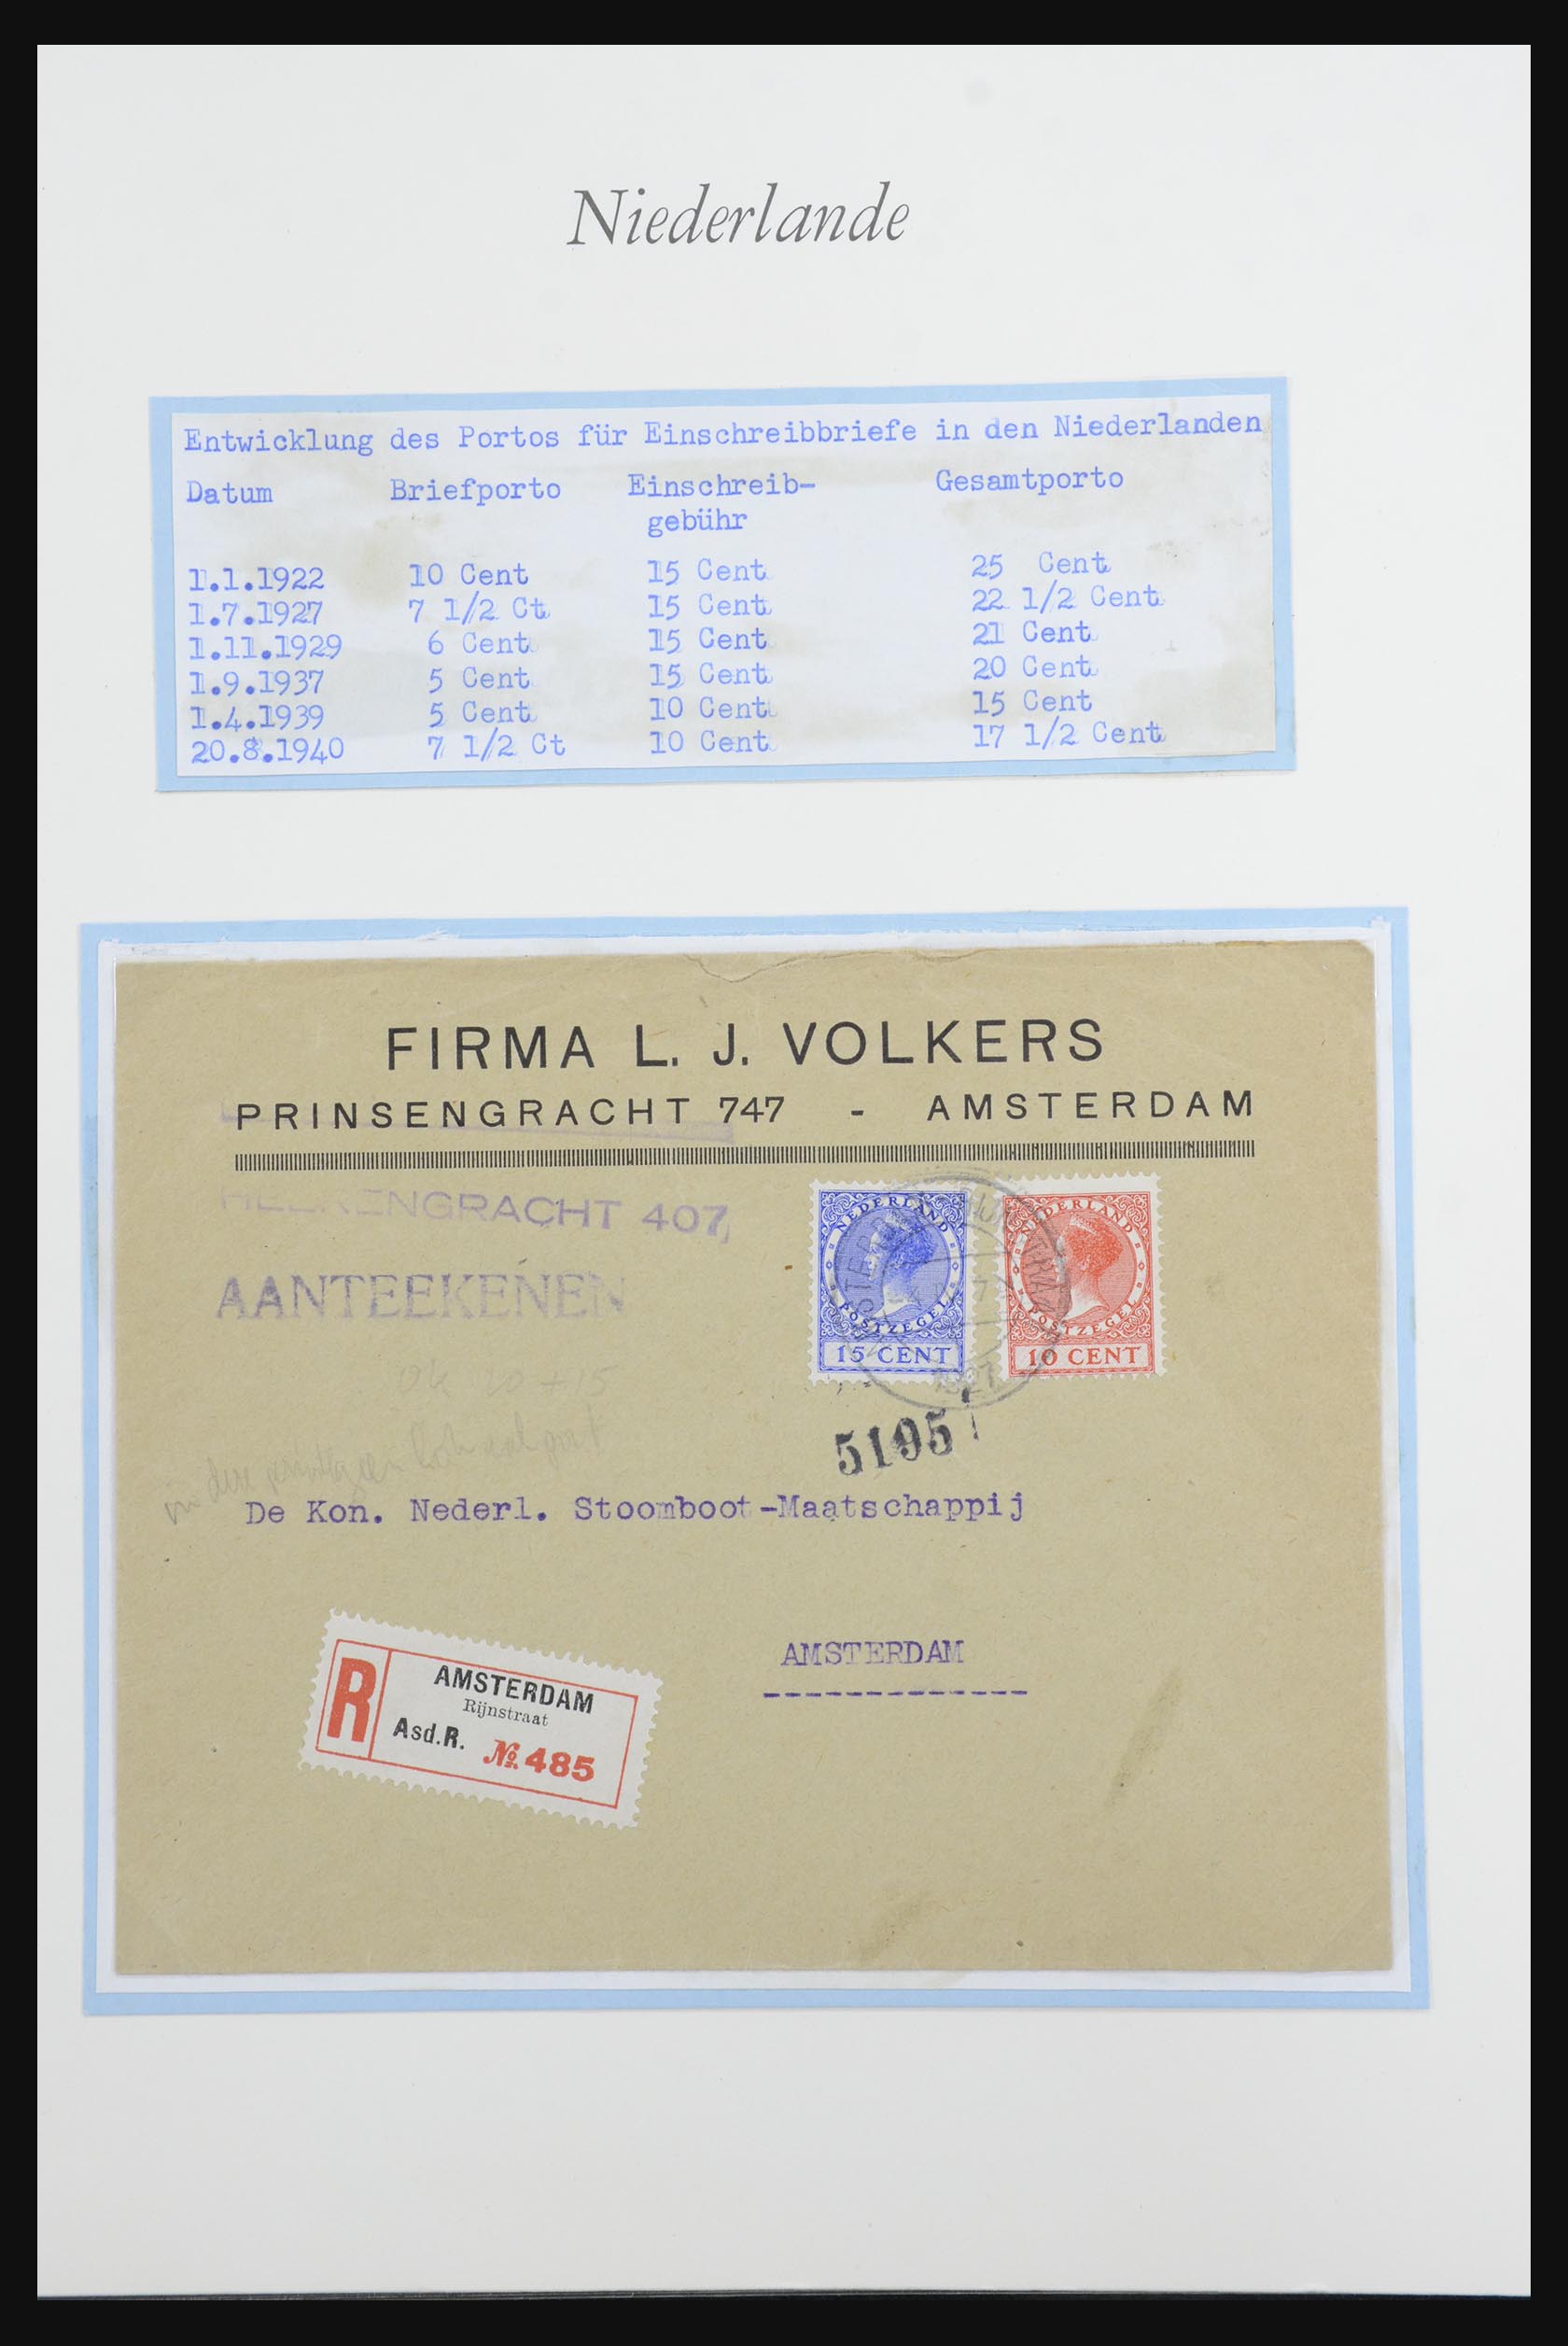 Niederlande
Entwicklung des Portos für Einschreibbriefe in den Niederlanden
Datum Briefporto Einschreib- Gesamtporto
gebühr
1.1.1922 10 Cent 15 Cent 25 Cent
1.7.1927 7 1/2 Ct 15 Cent 22 1/2 Cent
1.11.1929 6 Cent 15 Cent 21 Cent
1.9.1937 5 Cent 15 Cent 20 Cent
1.4.1939 5 Cent 10 Cent 15 Cent
20.8.1940 7 1/2 Ct 10 Cent 17 1/2 Cent
FIRMA L. J. VOLKERS
PRINSENGRACHT 747 - AMSTERDAM
HEERENGRACHT 407
AANTEEKENEN
NEDERLAND
POSTZEGEL
15 CENT
NEDERLAND
POSTZEGEL
10 CENT
1927
10 + 15
5195
De Kon. Nederl. Stoomboot-Maatschappij
AMSTERDAM
R
AMSTERDAM
Rijnstraat
Asd.R. № 485